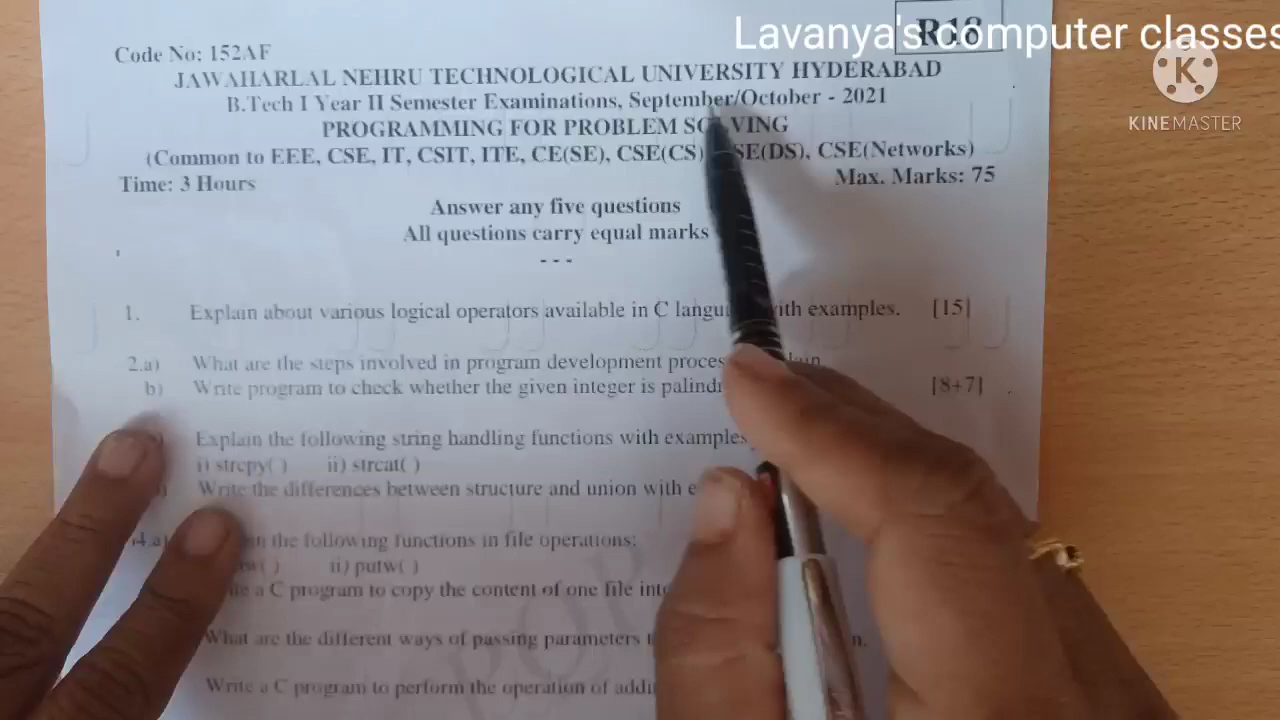 Lavanya's computer classes
R18
Code No: 152AF
JAWAHARLAL NEHRU TECHNOLOGICAL UNIVERSITY HYDERABAD
B.Tech I Year II Semester Examinations, September/October - 2021
PROGRAMMING FOR PROBLEM SOLVING
(Common to EEE, CSE, IT, CSIT, ITE, CE(SE), CSE(CS) SE(DS), CSE(Networks)
Time: 3 Hours Max. Marks: 75
Answer any five questions
All questions carry equal marks
---
1. Explain about various logical operators available in C with examples. [15]
2.a) What are the steps involved in program development
b) Write program to check whether the given integer is [8+7]
Explain the following string handling functions with examples
i) strcpy( ) ii) strcat( )
Write the differences between structure and union with
4.a) the following functions in file operations:
ii) putw( )
a C program to copy the content of one file
What are the different ways of passing parameters
Write a C program to perform the operation of
K
KINEMASTER